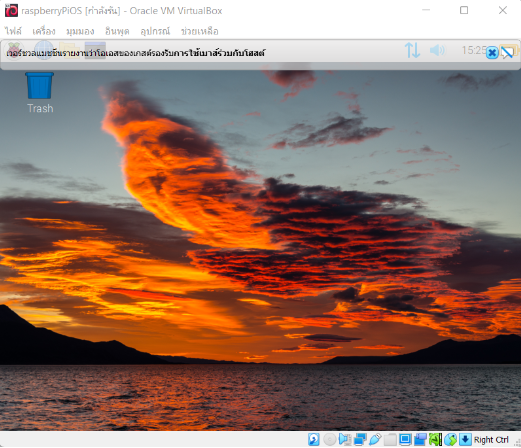 raspberryPiOS [กำลังรัน] - Oracle VM VirtualBox
ไฟล์ เครื่อง มุมมอง อินพุต อุปกรณ์ ช่วยเหลือ
เวอร์ชวลแมชชีนรายงานว่าโอเอสของเกสต์รองรับการใช้เมาส์ร่วมกับโฮสต์
15:25
Trash
Right Ctrl